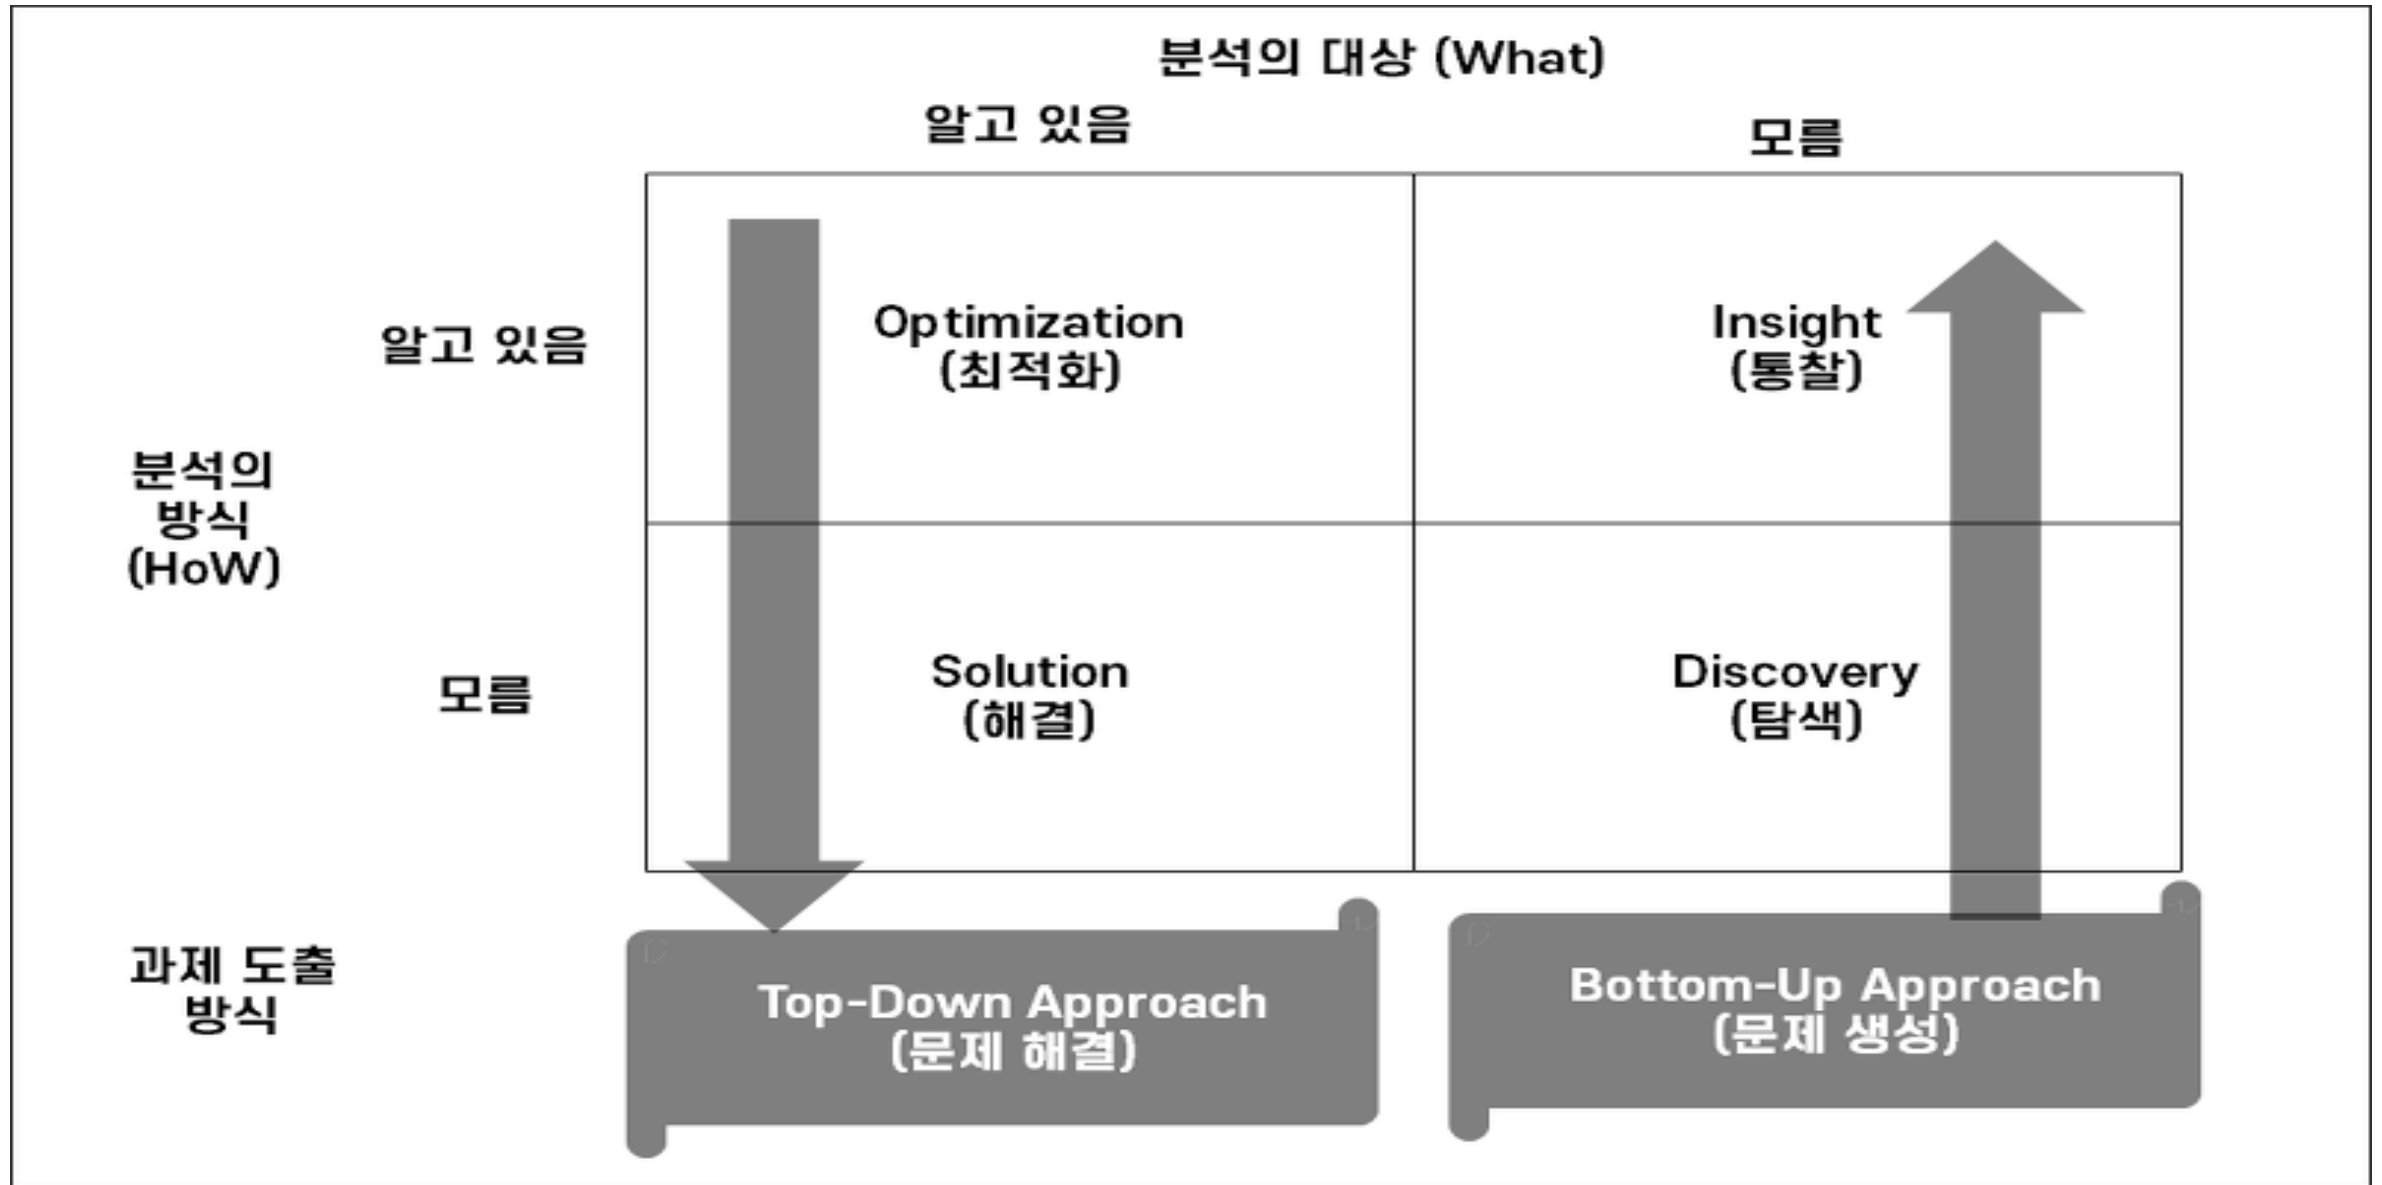 분석의 대상 (What)
알고 있음
모름
알고 있음
Optimization
(최적화)
Insight
(통찰)
분석의
방식
(HoW)
모름
Solution
(해결)
Discovery
(탐색)
과제 도출
방식
Top-Down Approach
(문제 해결)
Bottom-Up Approach
(문제 생성)